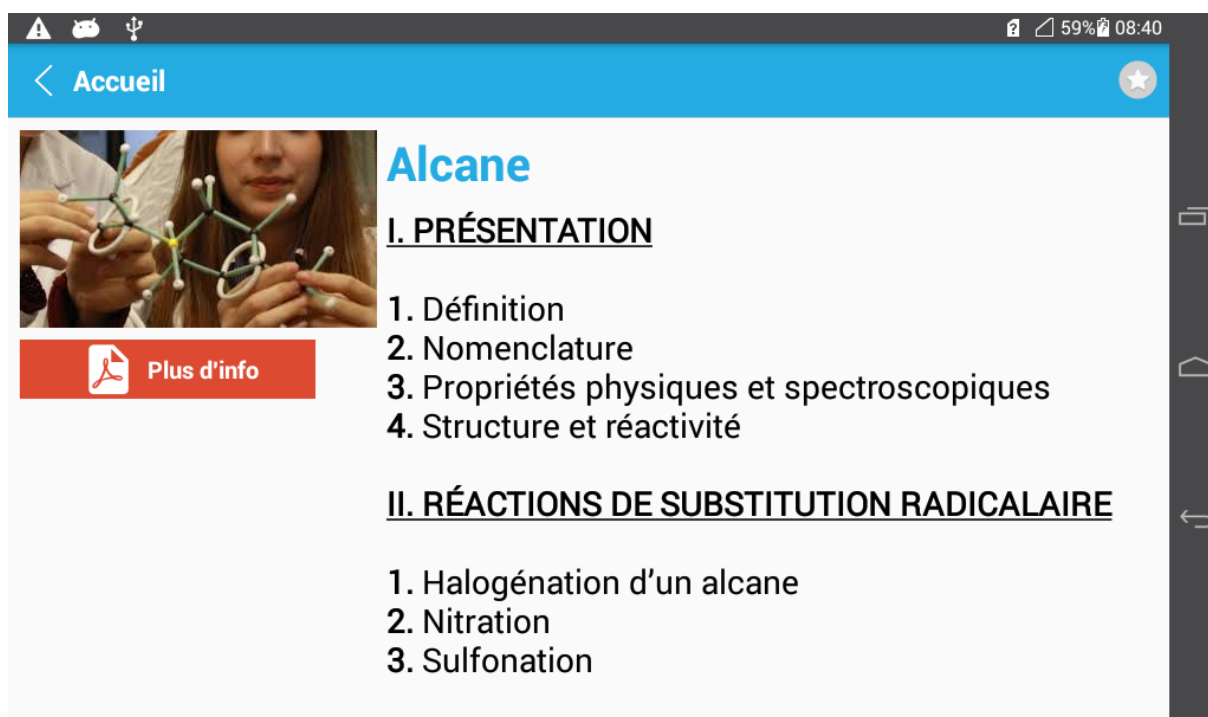 59% 08:40
Accueil
Alcane
I. PRÉSENTATION
1. Définition
2. Nomenclature
3. Propriétés physiques et spectroscopiques
4. Structure et réactivité
Plus d'info
II. RÉACTIONS DE SUBSTITUTION RADICALAIRE
1. Halogénation d’un alcane
2. Nitration
3. Sulfonation